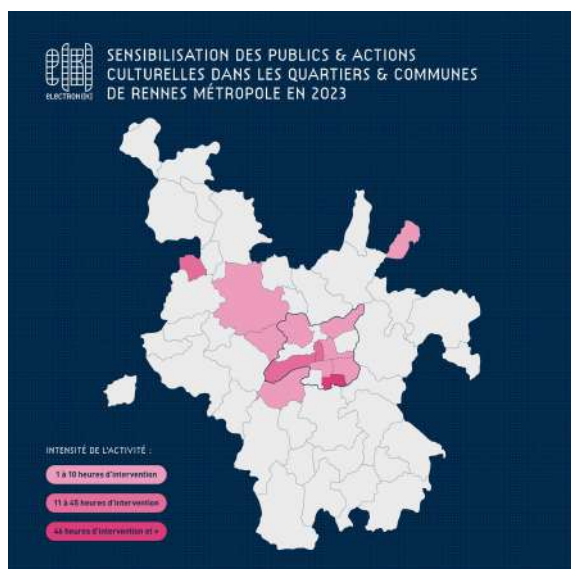 ELECTRONI[K]
SENSIBILISATION DES PUBLICS & ACTIONS
CULTURELLES DANS LES QUARTIERS & COMMUNES
DE RENNES MÉTROPOLE EN 2023
INTENSITÉ DE L'ACTIVITÉ :
1 à 10 heures d'intervention
11 à 45 heures d'intervention
46 heures d'intervention et +